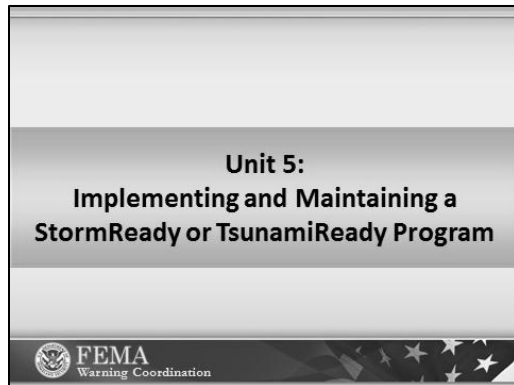 Unit 5:
Implementing and Maintaining a
StormReady or TsunamiReady Program
FEMA
Warning Coordination